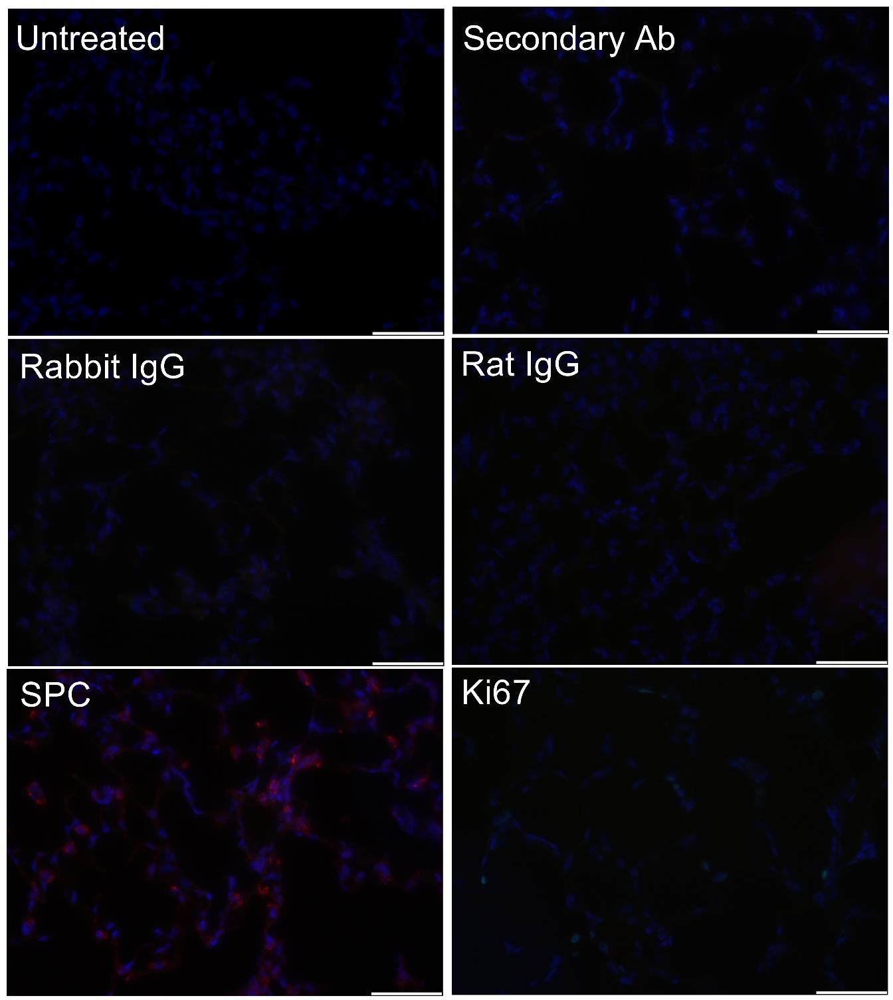 Untreated
Secondary Ab
Rabbit IgG
Rat IgG
SPC
Ki67